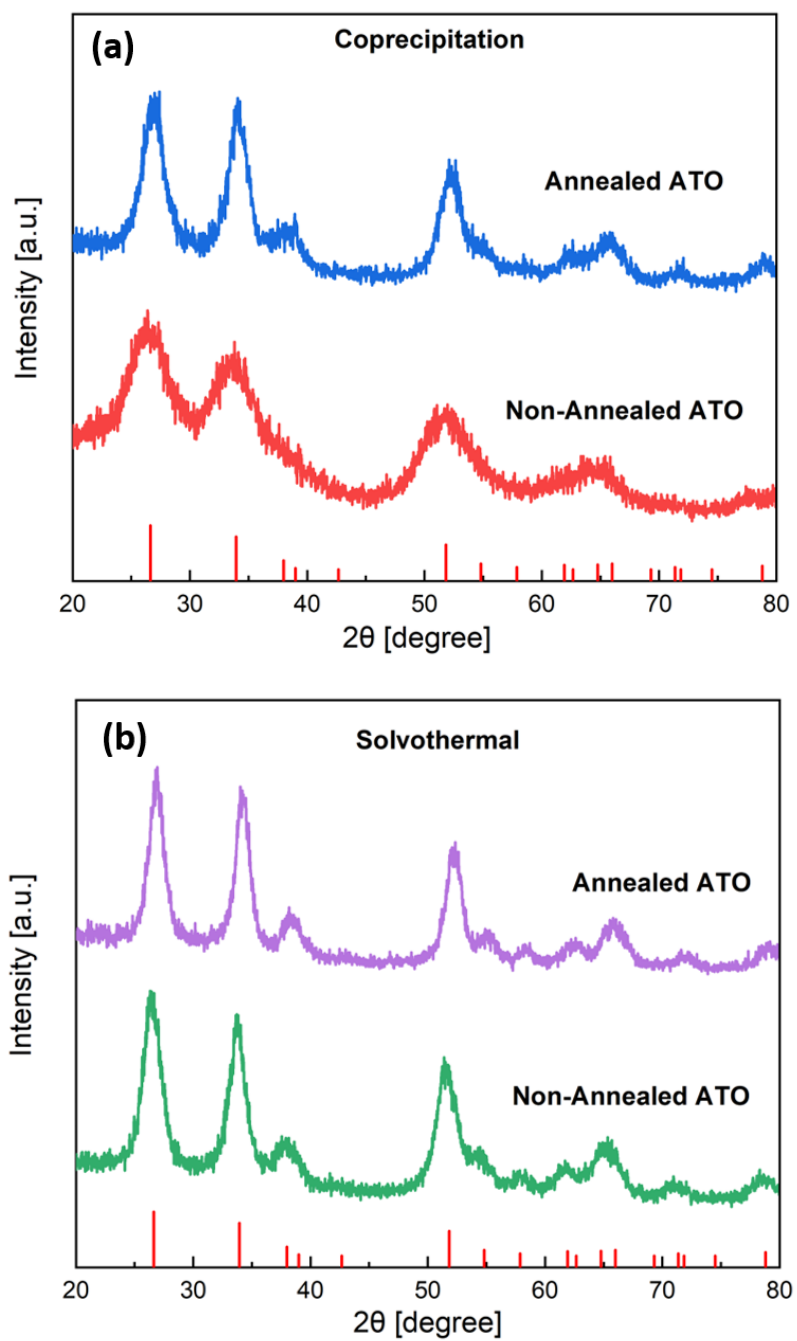 (a)
Coprecipitation
Annealed ATO
Non-Annealed ATO
Intensity [a.u.]
20 30 40 50 60 70 80
2θ [degree]
(b)
Solvothermal
Annealed ATO
Non-Annealed ATO
Intensity [a.u.]
20 30 40 50 60 70 80
2θ [degree]